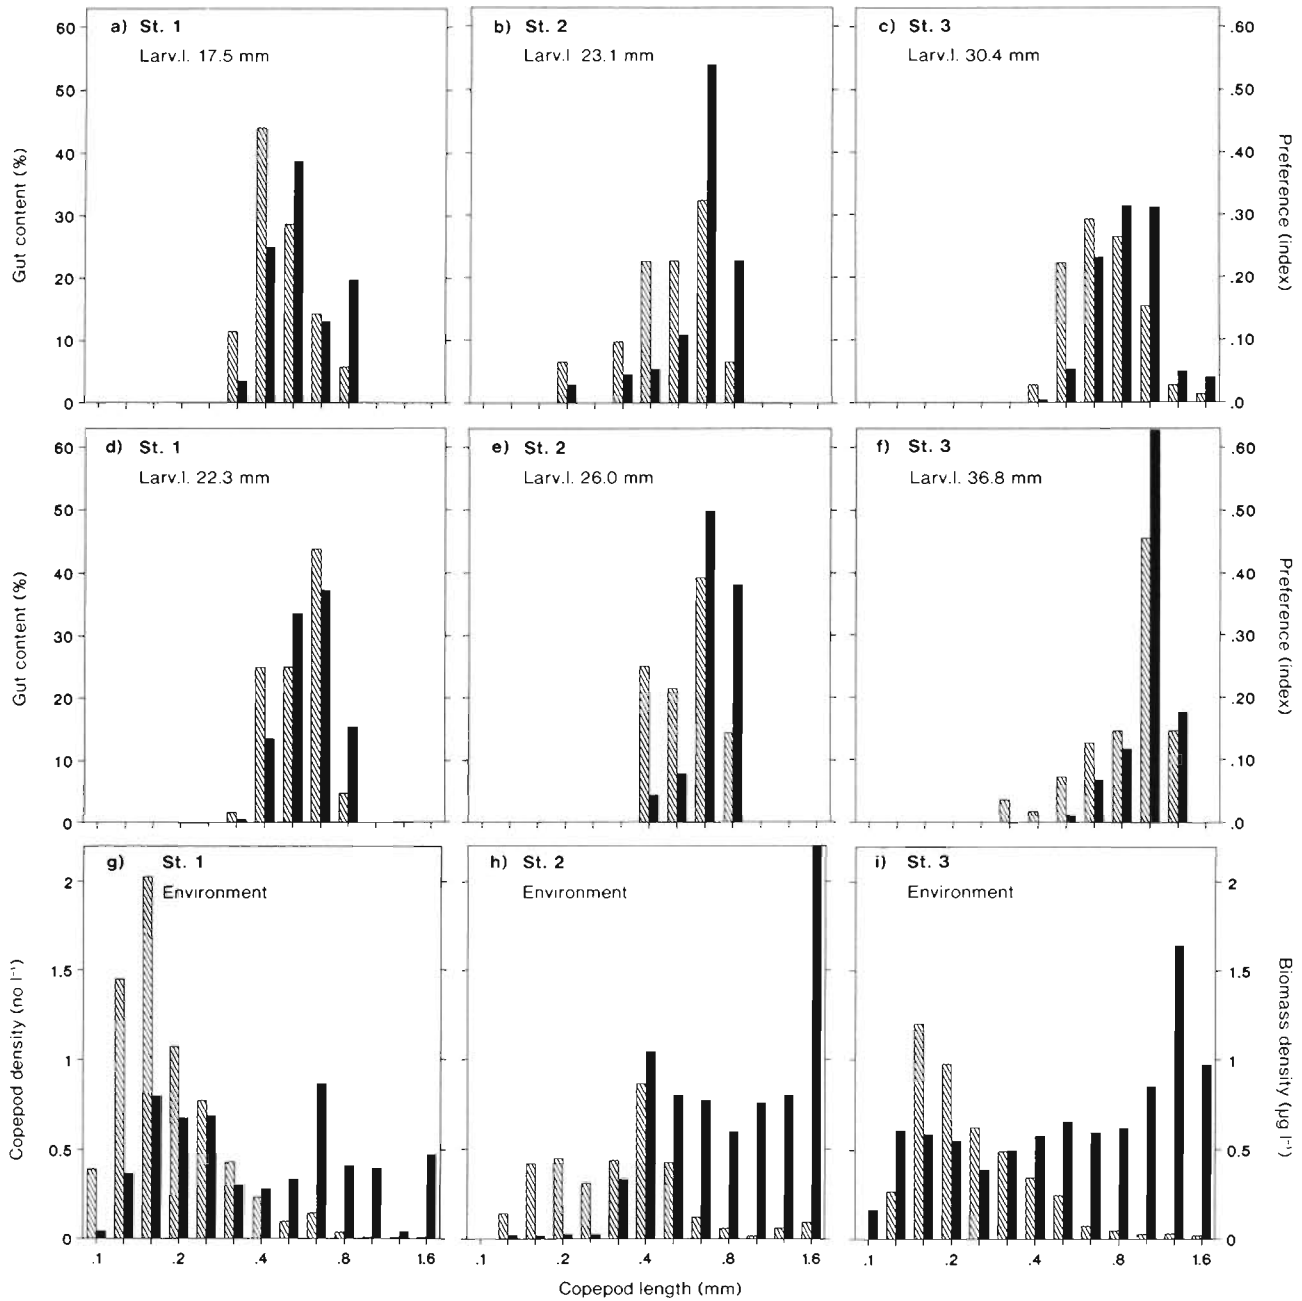 a) St. 1
Larv.l. 17.5 mm
b) St. 2
Larv.l 23.1 mm
c) St. 3
Larv.l. 30.4 mm
60
50
40
30
20
10
0
Gut content (%)
.60
.50
.40
.30
.20
.10
.0
Preference (index)
d) St. 1
Larv.l. 22.3 mm
e) St. 2
Larv.l. 26.0 mm
f) St. 3
Larv.l. 36.8 mm
60
50
40
30
20
10
0
Gut content (%)
.60
.50
.40
.30
.20
.10
.0
Preference (index)
g) St. 1
Environment
h) St. 2
Environment
i) St. 3
Environment
2
1.5
1
0.5
0
Copepod density (no l⁻¹)
2
1.5
1
0.5
0
Biomass density (µg l⁻¹)
.1 .2 .4 .8 1.6
.1 .2 .4 .8 1.6
.1 .2 .4 .8 1.6
Copepod length (mm)